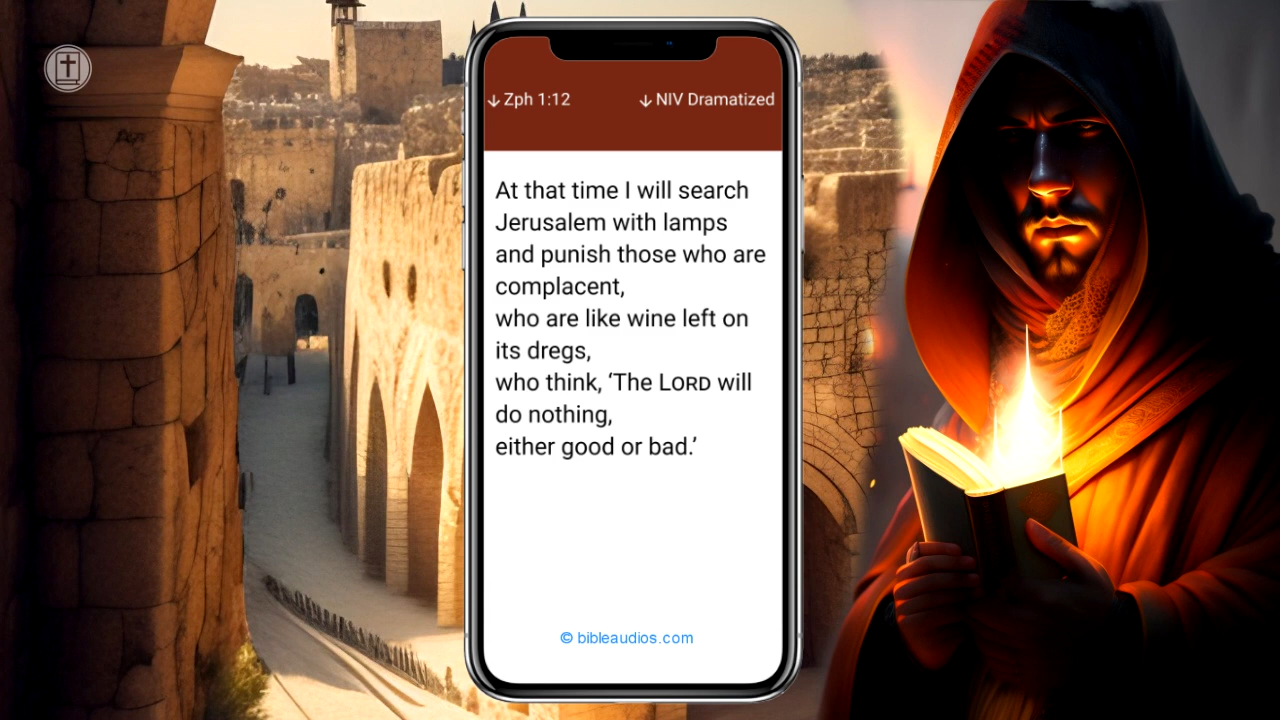 ↓ Zph 1:12 ↓ NIV Dramatized
At that time I will search
Jerusalem with lamps
and punish those who are
complacent,
who are like wine left on
its dregs,
who think, ‘The LORD will
do nothing,
either good or bad.’
© bibleaudios.com